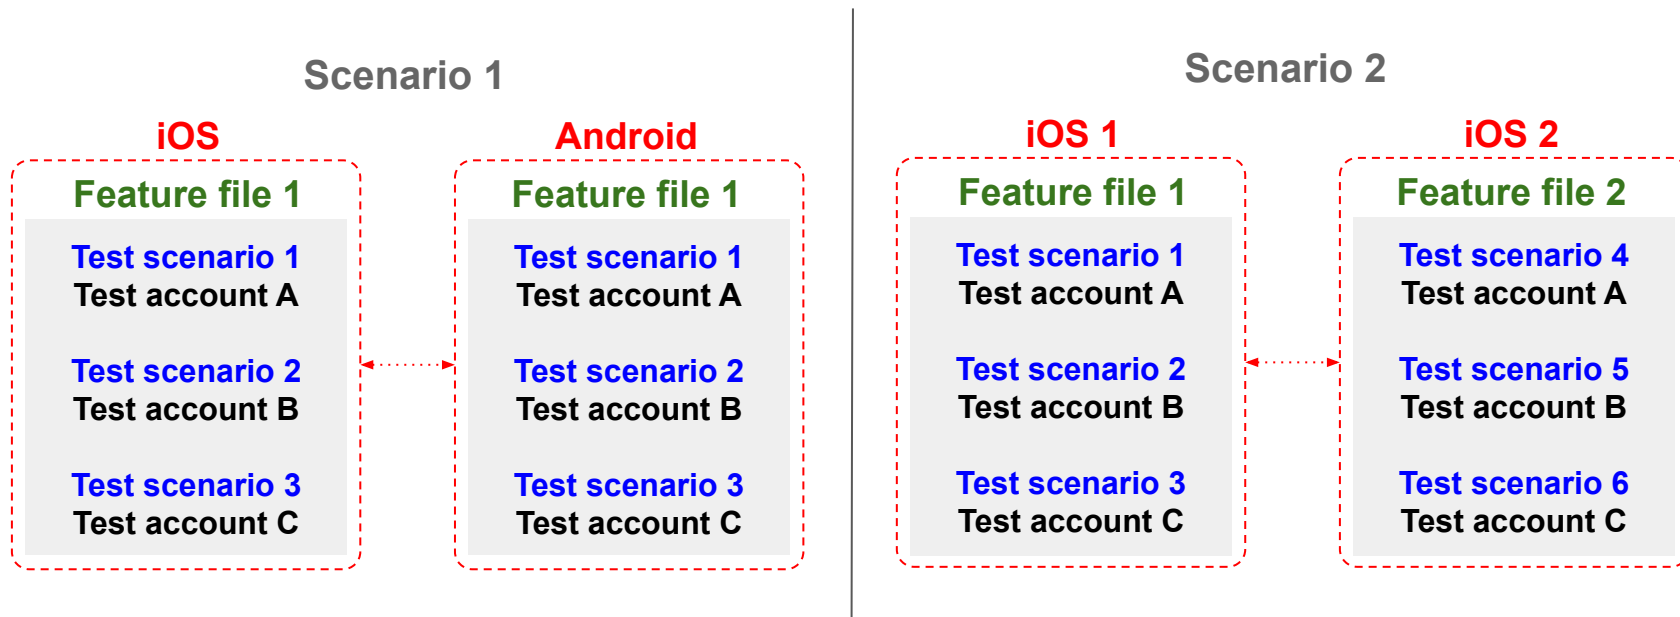 Scenario 1
iOS
Feature file 1
Test scenario 1
Test account A
Test scenario 2
Test account B
Test scenario 3
Test account C
Android
Feature file 1
Test scenario 1
Test account A
Test scenario 2
Test account B
Test scenario 3
Test account C
Scenario 2
iOS 1
Feature file 1
Test scenario 1
Test account A
Test scenario 2
Test account B
Test scenario 3
Test account C
iOS 2
Feature file 2
Test scenario 4
Test account A
Test scenario 5
Test account B
Test scenario 6
Test account C